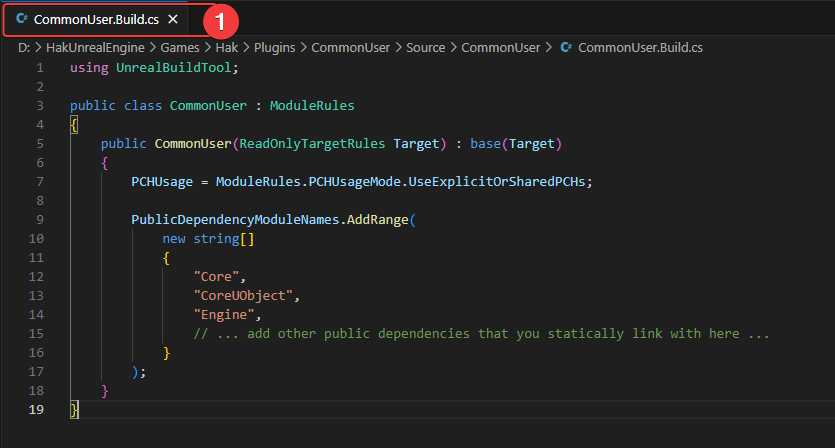 CommonUser.Build.cs
1
D: > HakUnrealEngine > Games > Hak > Plugins > CommonUser > Source > CommonUser > CommonUser.Build.cs
1 using UnrealBuildTool;
2
3 public class CommonUser : ModuleRules
4 {
5     public CommonUser(ReadOnlyTargetRules Target) : base(Target)
6     {
7         PCHUsage = ModuleRules.PCHUsageMode.UseExplicitOrSharedPCHs;
8
9         PublicDependencyModuleNames.AddRange(
10             new string[]
11             {
12                 "Core",
13                 "CoreUObject",
14                 "Engine",
15                 // ... add other public dependencies that you statically link with here ...
16             }
17         );
18     }
19 }